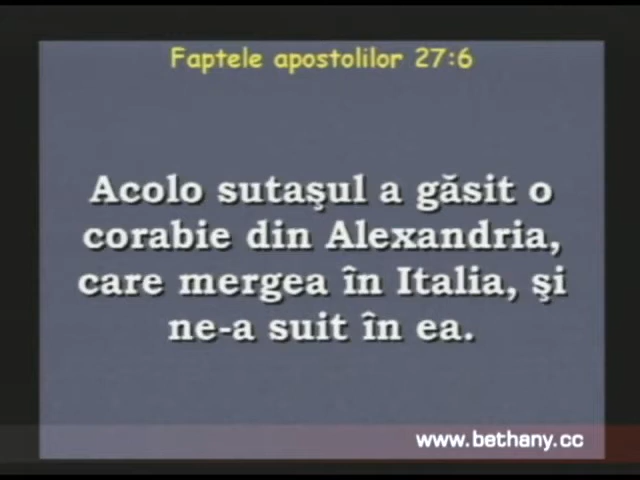 Faptele apostolilor 27:6
Acolo sutaşul a găsit o
corabie din Alexandria,
care mergea în Italia, şi
ne-a suit în ea.
www.bethany.cc